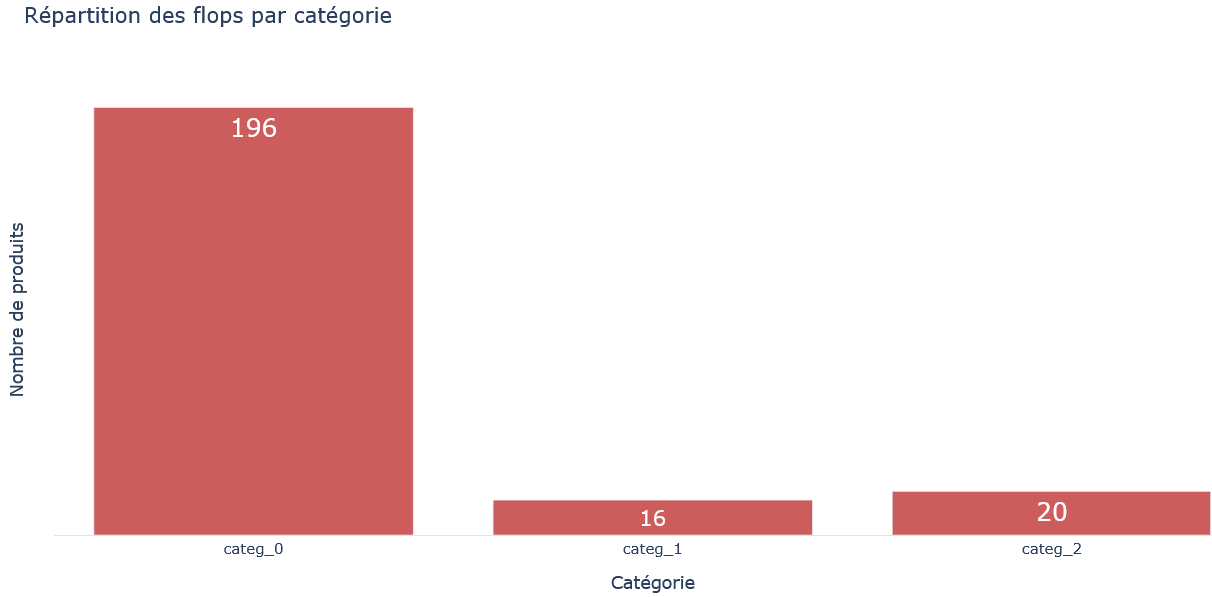 Répartition des flops par catégorie
Nombre de produits
196
16
20
categ_0
categ_1
categ_2
Catégorie